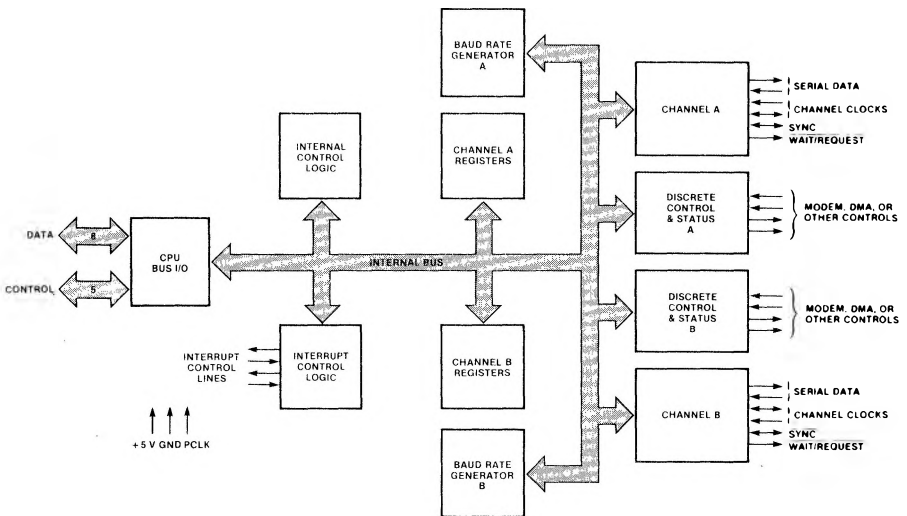 BAUD RATE
GENERATOR
A
CHANNEL A
SERIAL DATA
CHANNEL CLOCKS
SYNC
WAIT/REQUEST
INTERNAL
CONTROL
LOGIC
CHANNEL A
REGISTERS
DISCRETE
CONTROL
& STATUS
A
MODEM, DMA, OR
OTHER CONTROLS
DATA
8
CPU
BUS I/O
INTERNAL BUS
CONTROL
5
DISCRETE
CONTROL
& STATUS
B
MODEM, DMA, OR
OTHER CONTROLS
INTERRUPT
CONTROL
LINES
INTERRUPT
CONTROL
LOGIC
CHANNEL B
REGISTERS
CHANNEL B
SERIAL DATA
CHANNEL CLOCKS
SYNC
WAIT/REQUEST
+5 V GND PCLK
BAUD RATE
GENERATOR
B